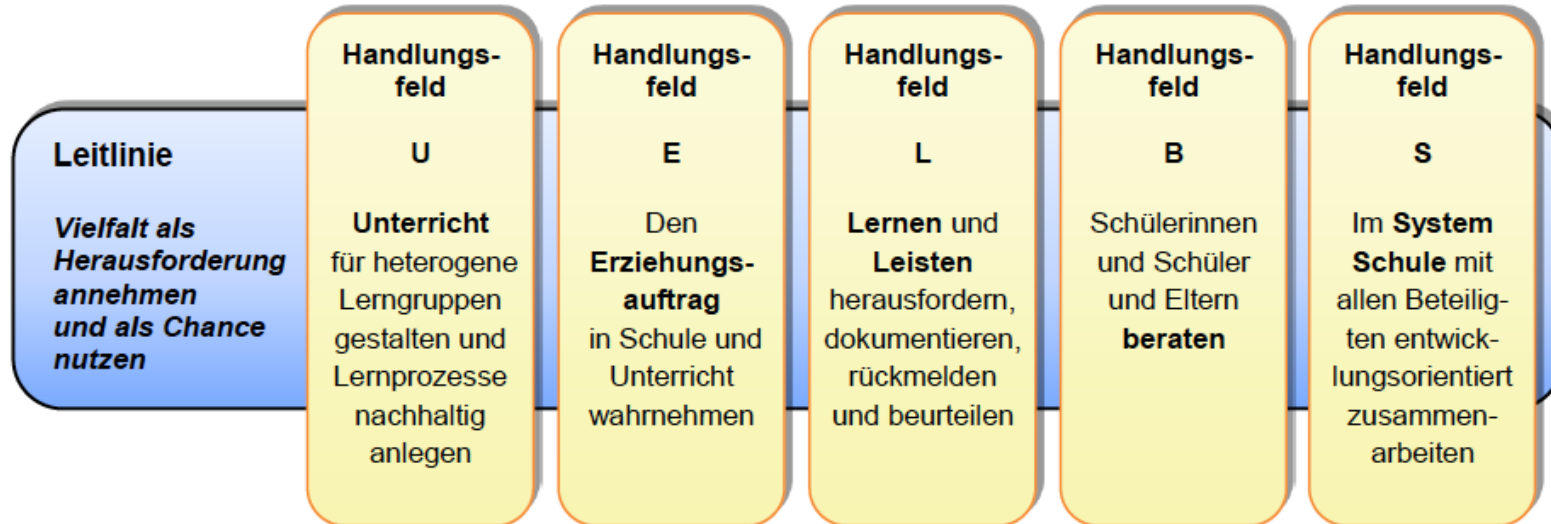 Leitlinie
Vielfalt als
Herausforderung
annehmen
und als Chance
nutzen
Handlungs-
feld
U
Unterricht
für heterogene
Lerngruppen
gestalten und
Lernprozesse
nachhaltig
anlegen
Handlungs-
feld
E
Den
Erziehungs-
auftrag
in Schule und
Unterricht
wahrnehmen
Handlungs-
feld
L
Lernen und
Leisten
herausfordern,
dokumentieren,
rückmelden
und beurteilen
Handlungs-
feld
B
Schülerinnen
und Schüler
und Eltern
beraten
Handlungs-
feld
S
Im System
Schule mit
allen Beteilig-
ten entwick-
lungsorientiert
zusammen-
arbeiten